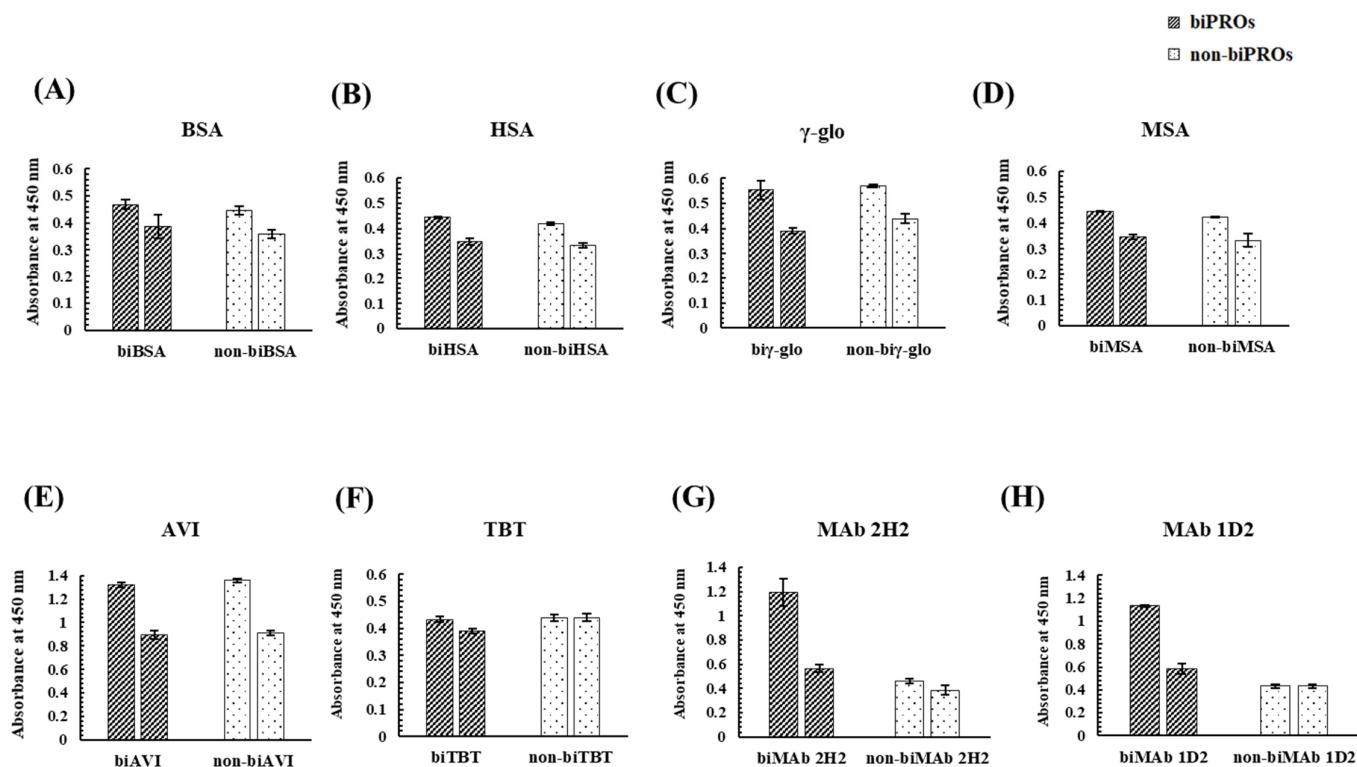 biPROs
non-biPROs
(A)
BSA
Absorbance at 450 nm
0.6
0.5
0.4
0.3
0.2
0.1
0
biBSA non-biBSA
(B)
HSA
Absorbance at 450 nm
0.6
0.5
0.4
0.3
0.2
0.1
0
biHSA non-biHSA
(C)
γ-glo
Absorbance at 450 nm
0.6
0.5
0.4
0.3
0.2
0.1
0
biγ-glo non-biγ-glo
(D)
MSA
Absorbance at 450 nm
0.6
0.5
0.4
0.3
0.2
0.1
0
biMSA non-biMSA
(E)
AVI
Absorbance at 450 nm
1.4
1.2
1
0.8
0.6
0.4
0.2
0
biAVI non-biAVI
(F)
TBT
Absorbance at 450 nm
0.6
0.5
0.4
0.3
0.2
0.1
0
biTBT non-biTBT
(G)
MAb 2H2
Absorbance at 450 nm
1.4
1.2
1
0.8
0.6
0.4
0.2
0
biMAb 2H2 non-biMAb 2H2
(H)
MAb 1D2
Absorbance at 450 nm
1.4
1.2
1
0.8
0.6
0.4
0.2
0
biMAb 1D2 non-biMAb 1D2